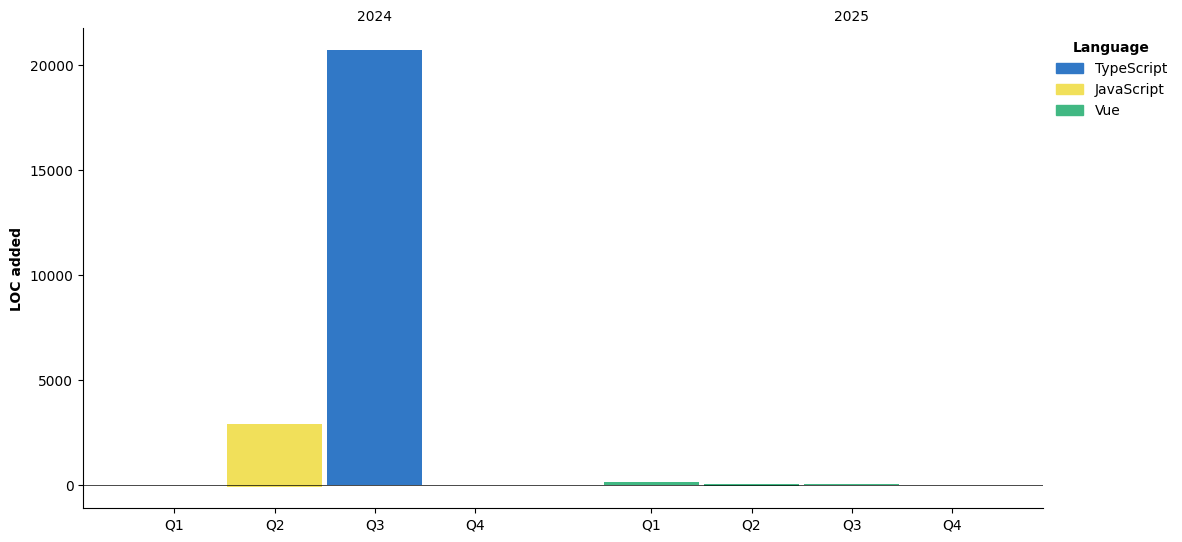 2024
2025
Language
TypeScript
JavaScript
Vue
LOC added
20000
15000
10000
5000
0
Q1
Q2
Q3
Q4
Q1
Q2
Q3
Q4